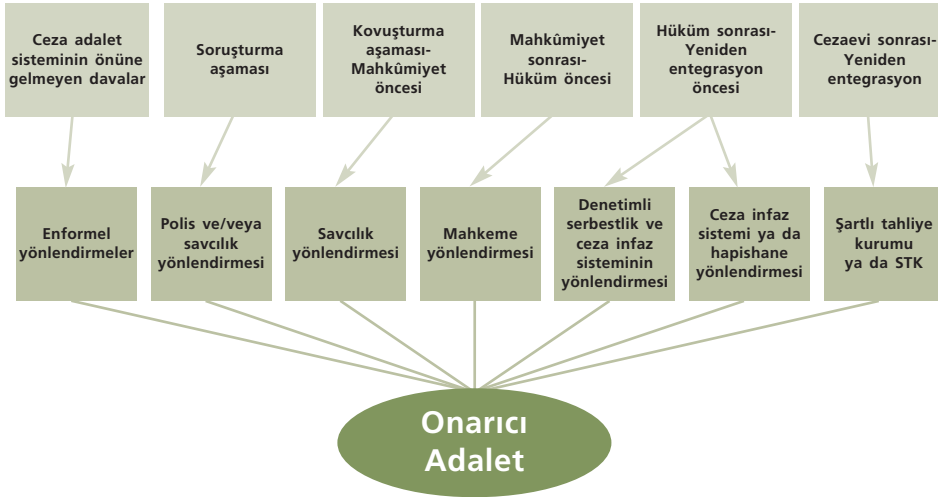 Ceza adalet
sisteminin önüne
gelmeyen davalar
Soruşturma
aşaması
Kovuşturma
aşaması-
Mahkûmiyet
öncesi
Mahkûmiyet
sonrası-
Hüküm öncesi
Hüküm sonrası-
Yeniden
entegrasyon
öncesi
Cezaevi sonrası-
Yeniden
entegrasyon
Enformel
yönlendirmeler
Polis ve/veya
savcılık
yönlendirmesi
Savcılık
yönlendirmesi
Mahkeme
yönlendirmesi
Denetimli
serbestlik ve
ceza infaz
sisteminin
yönlendirmesi
Ceza infaz
sistemi ya da
hapishane
yönlendirmesi
Şartlı tahliye
kurumu
ya da STK
Onarıcı
Adalet